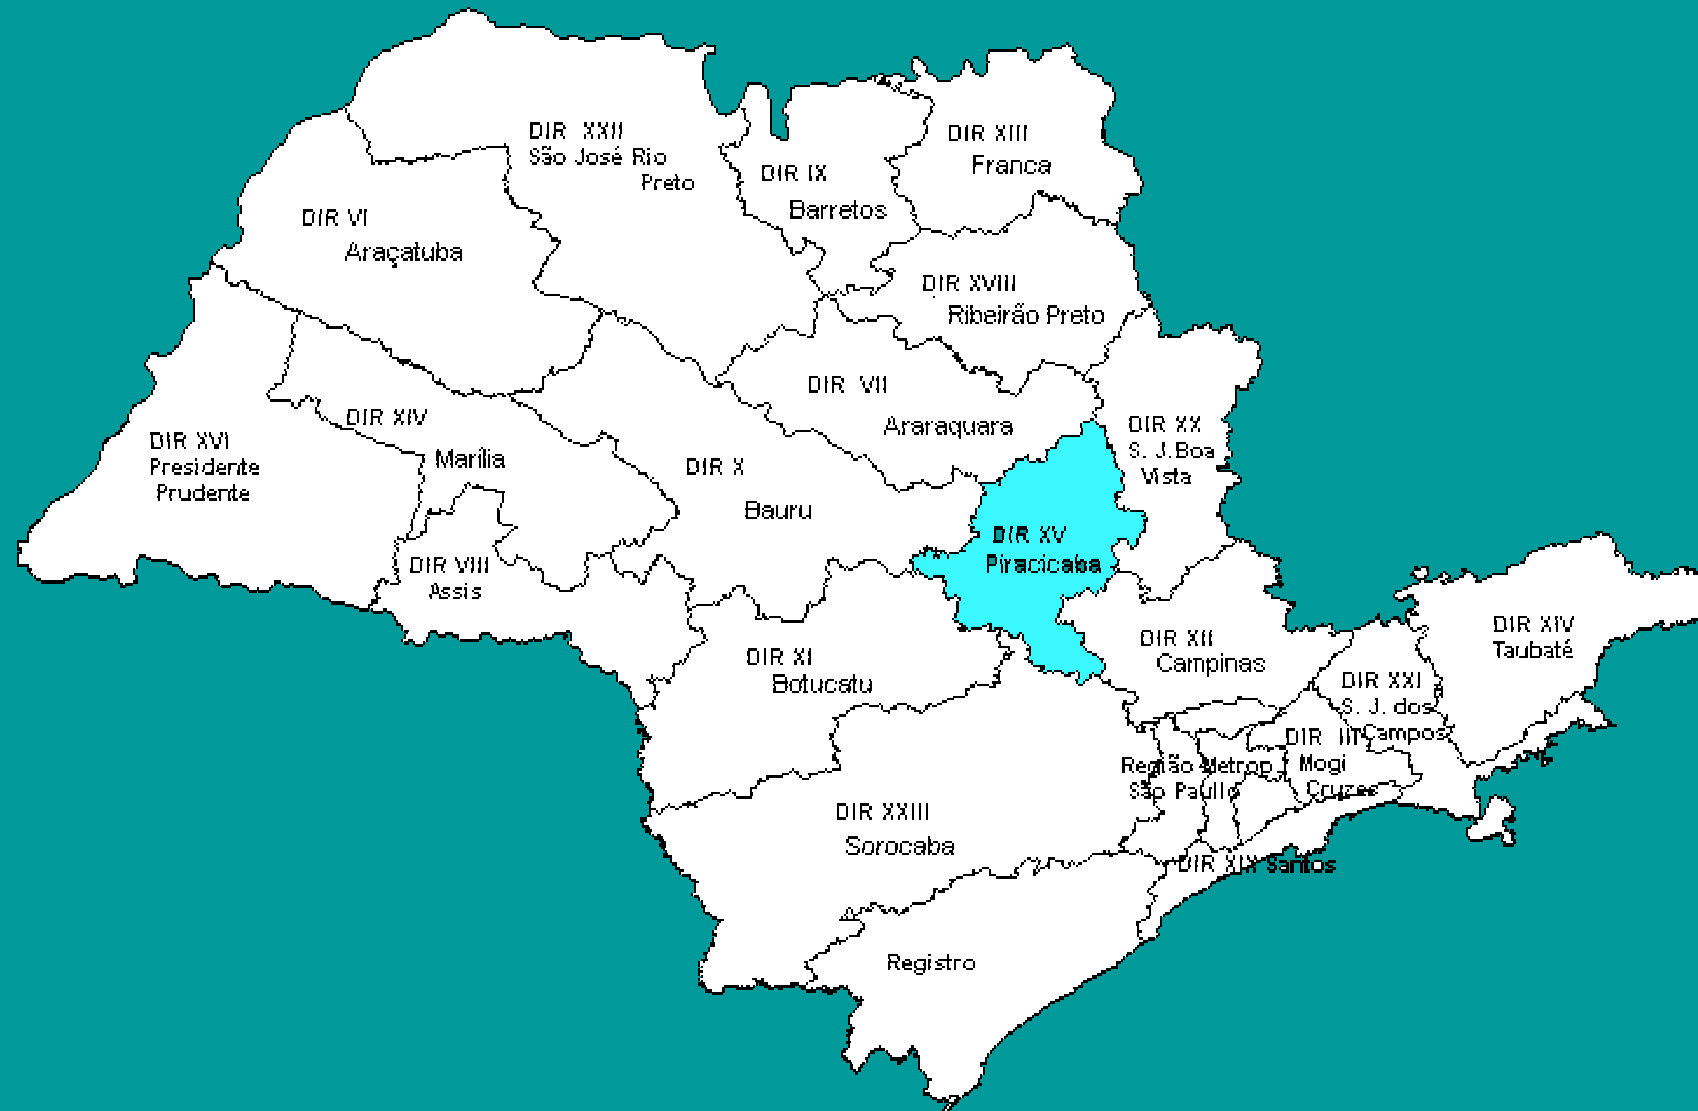 DIR XXII
São José Rio
Preto
DIR XIII
Franca
DIR IX
Barretos
DIR VI
Araçatuba
DIR XVIII
Ribeirão Preto
DIR VII
Araraquara
DIR XX
S. J.Boa
Vista
DIR XIV
Marília
DIR XVI
Presidente
Prudente
DIR X
Bauru
DIR XV
Piracicaba
DIR VIII
Assis
DIR XI
Botucatu
DIR XII
Campinas
DIR XIV
Taubaté
DIR XXI
S. J. dos
Campos
DIR III
Mogi
Cruzes
Região Metrop
São Paulo
DIR XXIII
Sorocaba
DIR XIX Santos
Registro